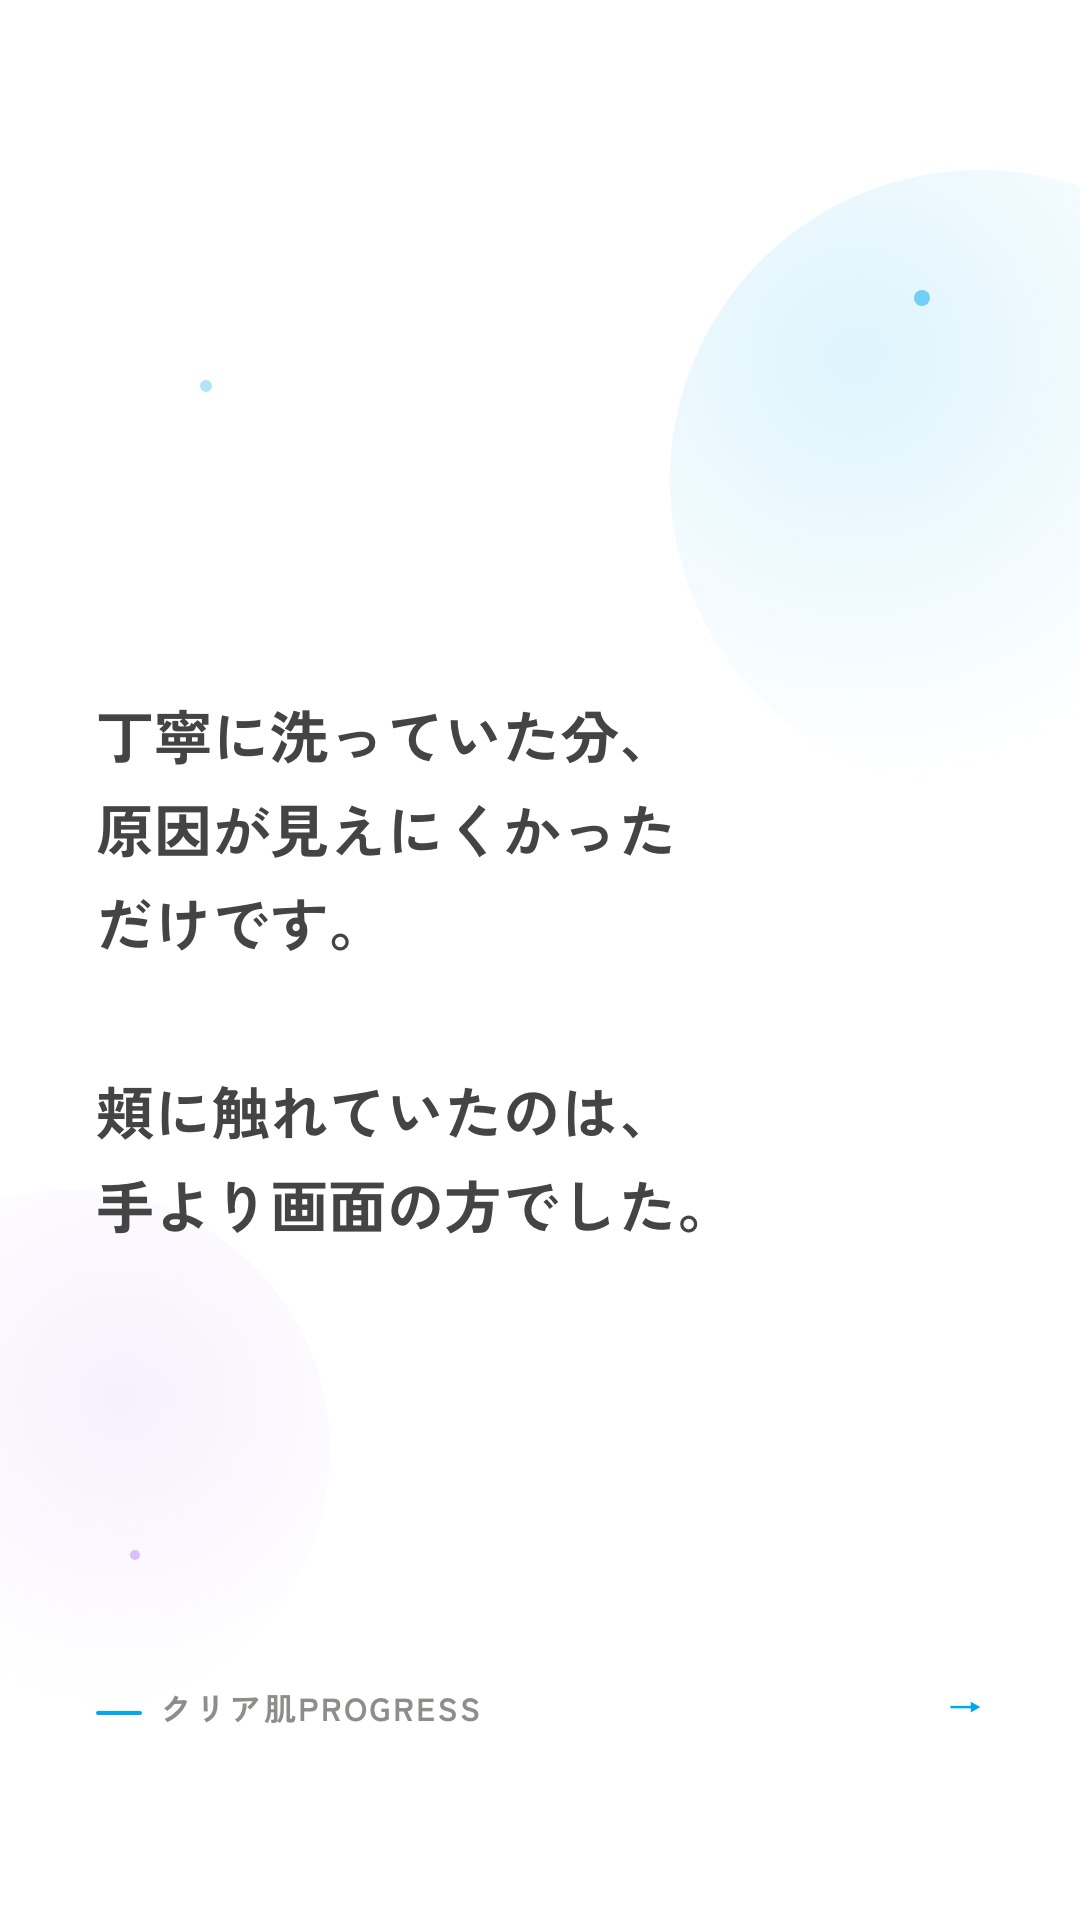 丁寧に洗っていた分、
原因が見えにくかった
だけです。
頬に触れていたのは、
手より画面の方でした。
クリア肌PROGRESS
→